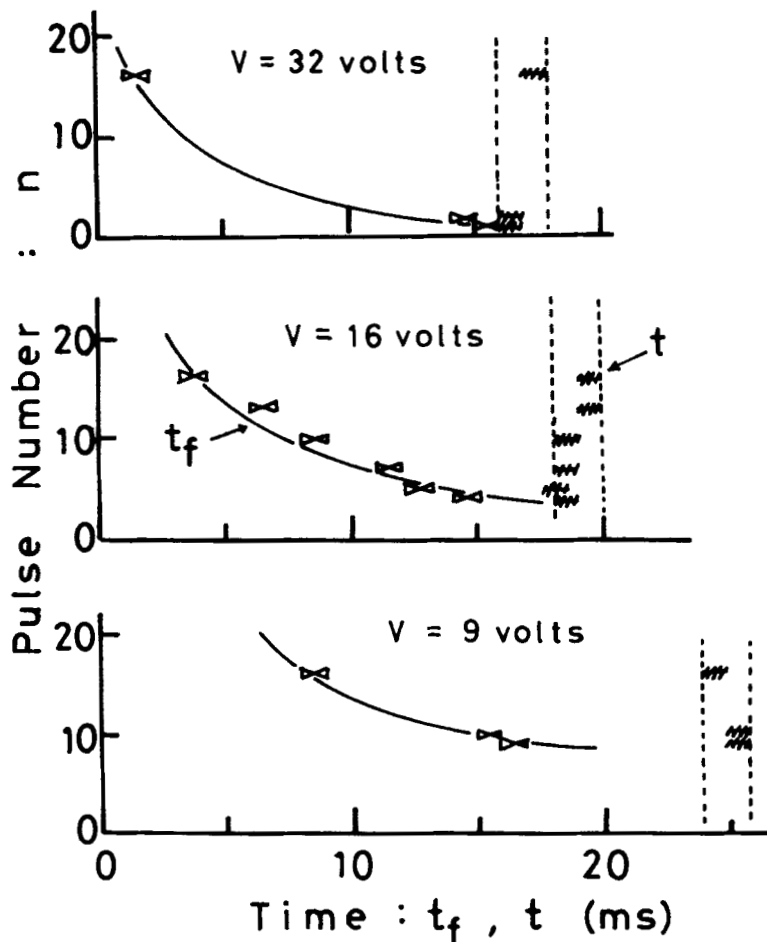 Pulse Number : n
20
10
0
V = 32 volts
20
10
0
V = 16 volts
t
tf
20
10
0
V = 9 volts
0 10 20
Time : tf , t (ms)